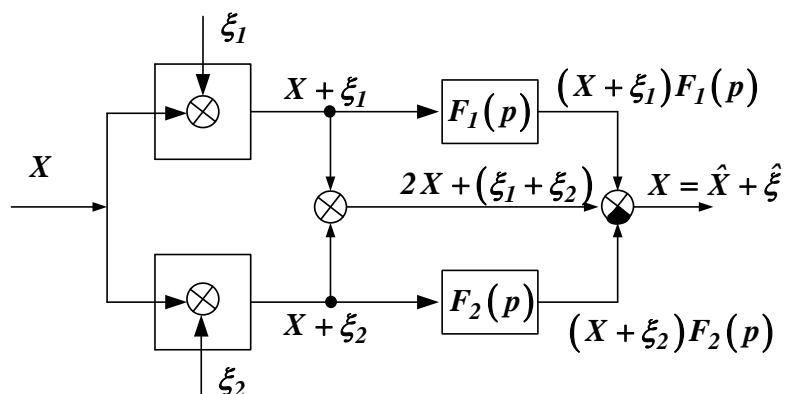 ξ₁
X + ξ₁
F₁(p)
(X + ξ₁)F₁(p)
X
2X + (ξ₁ + ξ₂)
X = X̂ + ξ̂
X + ξ₂
F₂(p)
(X + ξ₂)F₂(p)
ξ₂